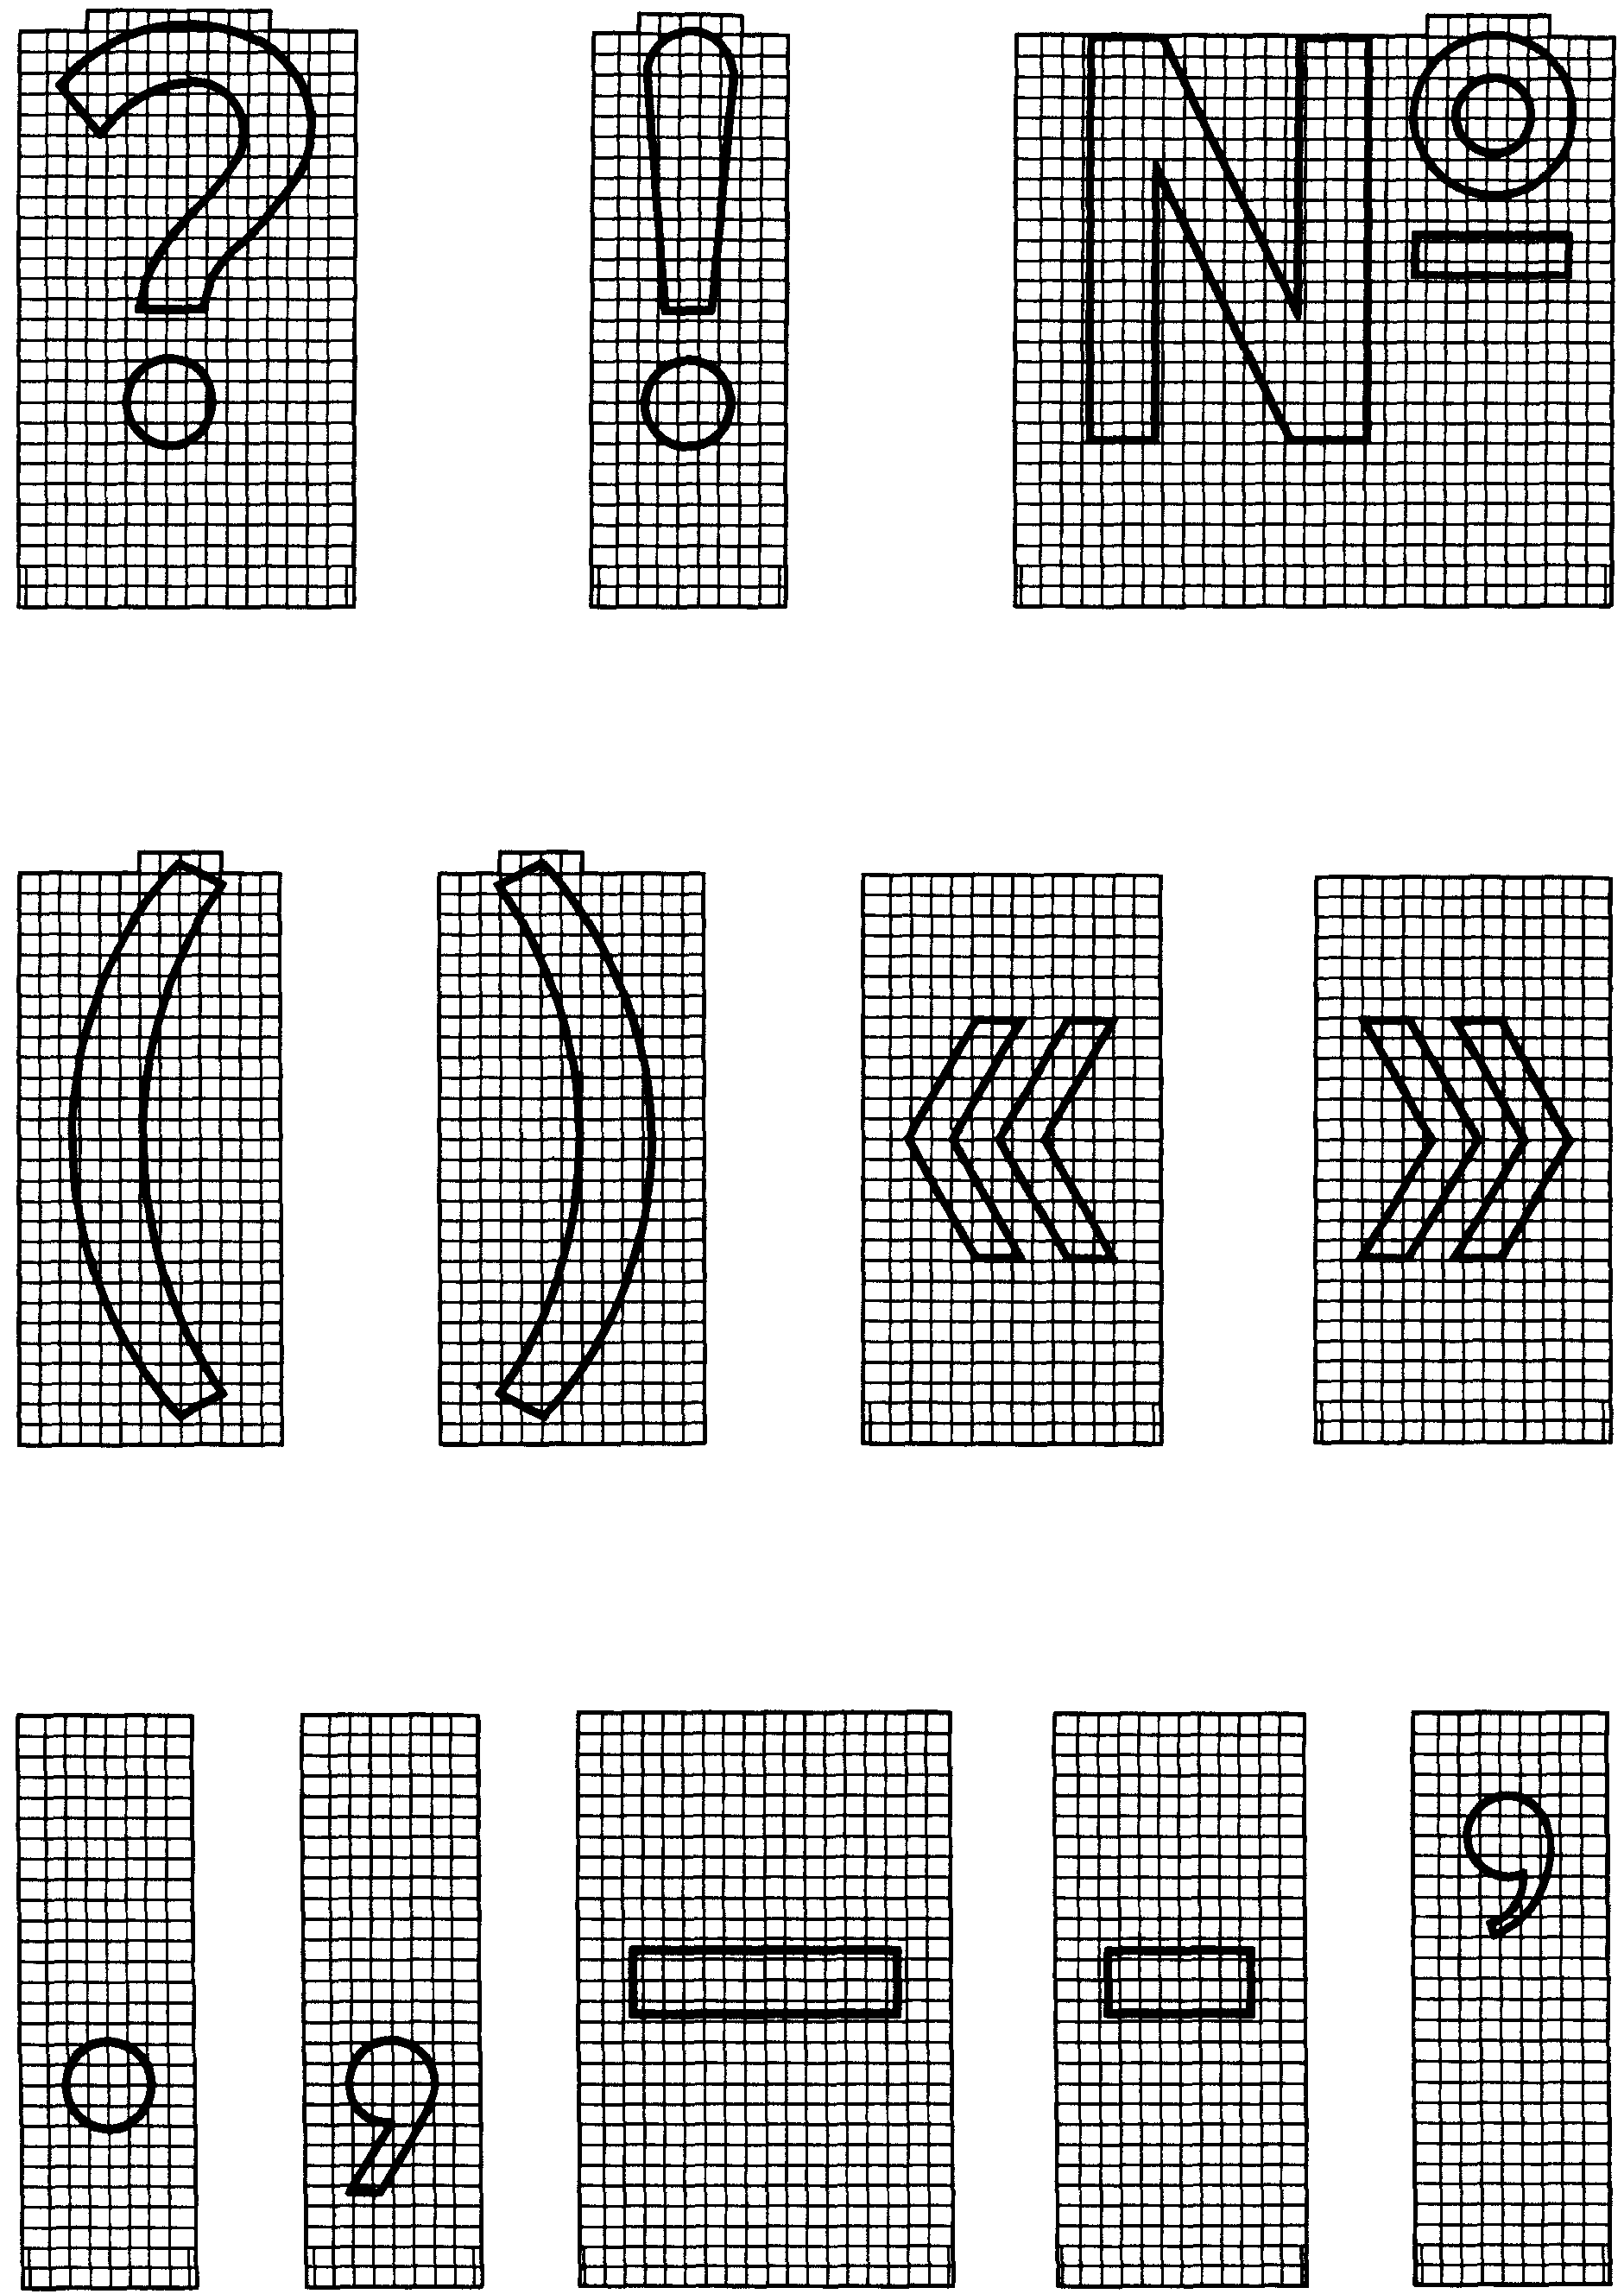 ? ! №
( ) « »
. , — - ’